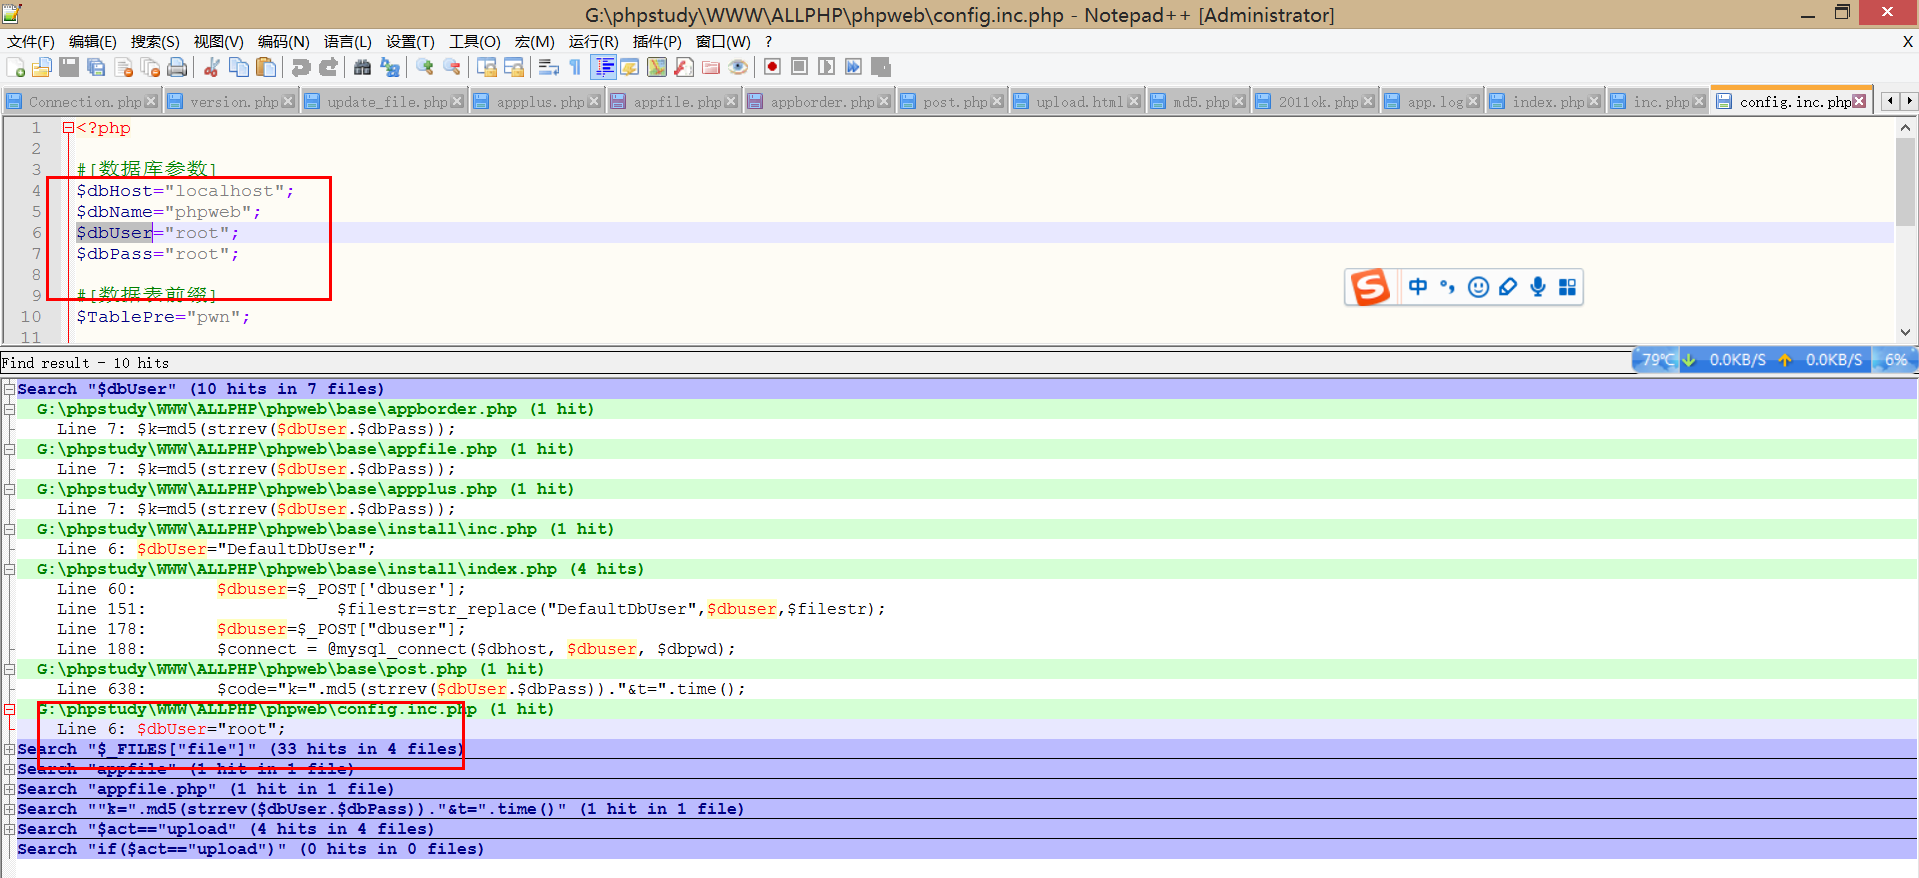 G:\phpstudy\WWW\ALLPHP\phpweb\config.inc.php - Notepad++ [Administrator]
文件(F) 编辑(E) 搜索(S) 视图(V) 编码(N) 语言(L) 设置(T) 工具(O) 宏(M) 运行(R) 插件(P) 窗口(W) ? X
Connection.php version.php update_file.php appplus.php appfile.php appborder.php post.php upload.html md5.php 2011ok.php app.log index.php inc.php config.inc.php
1 <?php
2
3 #[数据库参数]
4 $dbHost="localhost";
5 $dbName="phpweb";
6 $dbUser="root";
7 $dbPass="root";
8
9 #[数据表前缀]
10 $TablePre="pwn";
11
中
Find result - 10 hits
79℃ 0.0KB/S 0.0KB/S 6%
Search "$dbUser" (10 hits in 7 files)
G:\phpstudy\WWW\ALLPHP\phpweb\base\appborder.php (1 hit)
Line 7: $k=md5(strrev($dbUser.$dbPass));
G:\phpstudy\WWW\ALLPHP\phpweb\base\appfile.php (1 hit)
Line 7: $k=md5(strrev($dbUser.$dbPass));
G:\phpstudy\WWW\ALLPHP\phpweb\base\appplus.php (1 hit)
Line 7: $k=md5(strrev($dbUser.$dbPass));
G:\phpstudy\WWW\ALLPHP\phpweb\base\install\inc.php (1 hit)
Line 6: $dbUser="DefaultDbUser";
G:\phpstudy\WWW\ALLPHP\phpweb\base\install\index.php (4 hits)
Line 60: $dbuser=$_POST['dbuser'];
Line 151: $filestr=str_replace("DefaultDbUser",$dbuser,$filestr);
Line 178: $dbuser=$_POST["dbuser"];
Line 188: $connect = @mysql_connect($dbhost, $dbuser, $dbpwd);
G:\phpstudy\WWW\ALLPHP\phpweb\base\post.php (1 hit)
Line 638: $code="k=".md5(strrev($dbUser.$dbPass))."&t=".time();
G:\phpstudy\WWW\ALLPHP\phpweb\config.inc.php (1 hit)
Line 6: $dbUser="root";
Search "$_FILES["file"]" (33 hits in 4 files)
Search "appfile" (1 hit in 1 file)
Search "appfile.php" (1 hit in 1 file)
Search ""k=".md5(strrev($dbUser.$dbPass))."&t=".time()" (1 hit in 1 file)
Search "$act=="upload" (4 hits in 4 files)
Search "if($act=="upload")" (0 hits in 0 files)